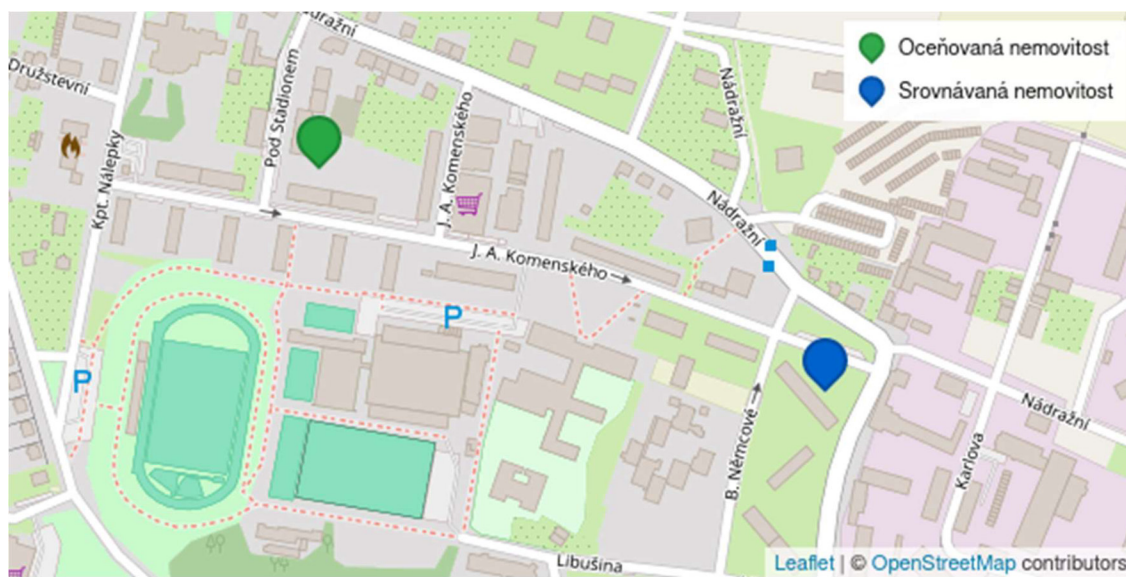 Oceňovaná nemovitost
Srovnávaná nemovitost
Nádražní
Družstevní
Kpt. Nálepky
Pod Stadionem
J. A. Komenského
Nádražní
Nádražní
J. A. Komenského
P
P
B. Němcové
Karlova
Nádražní
Libušina
Leaflet | © OpenStreetMap contributors